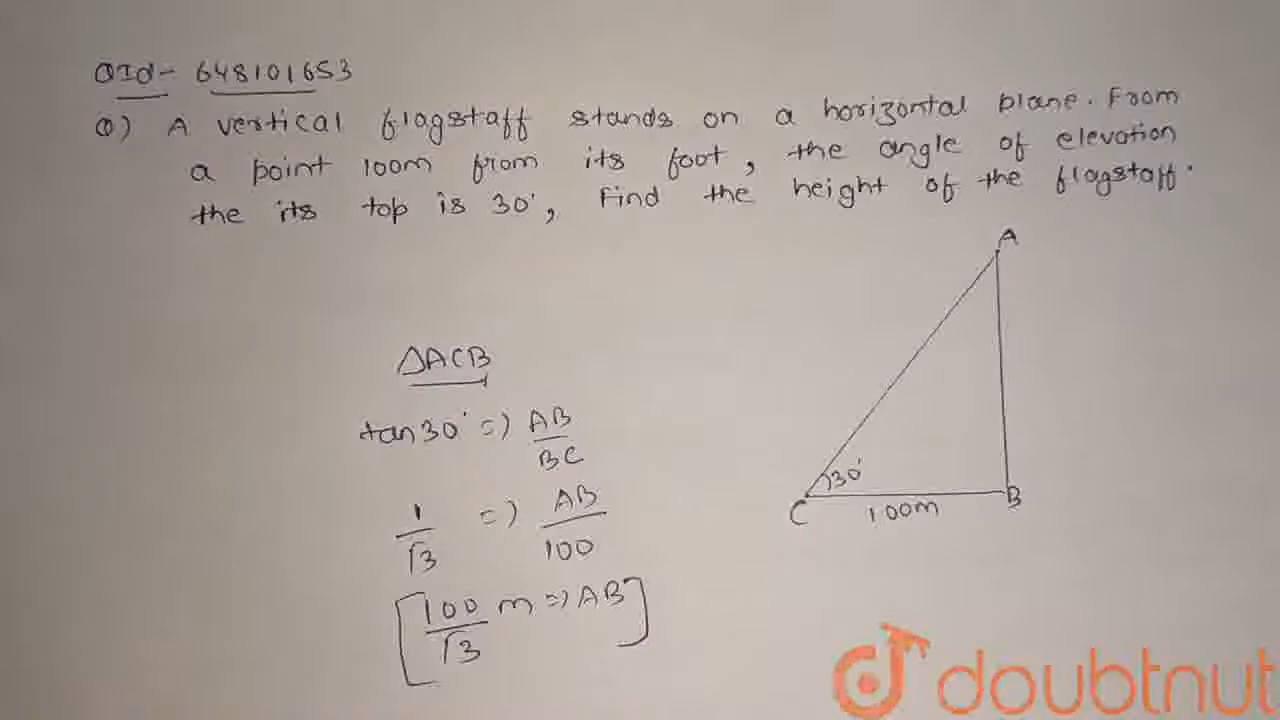 QId- 648101653
Q) A vertical flagstaff stands on a horizontal plane. From
a point 100m from its foot, the angle of elevation
the its top is 30°, Find the height of the flagstaff.
A
ΔACB
tan30° => AB/BC
30°
C
B
100m
1/√3 => AB/100
[100/√3 m => AB]
doubtnut